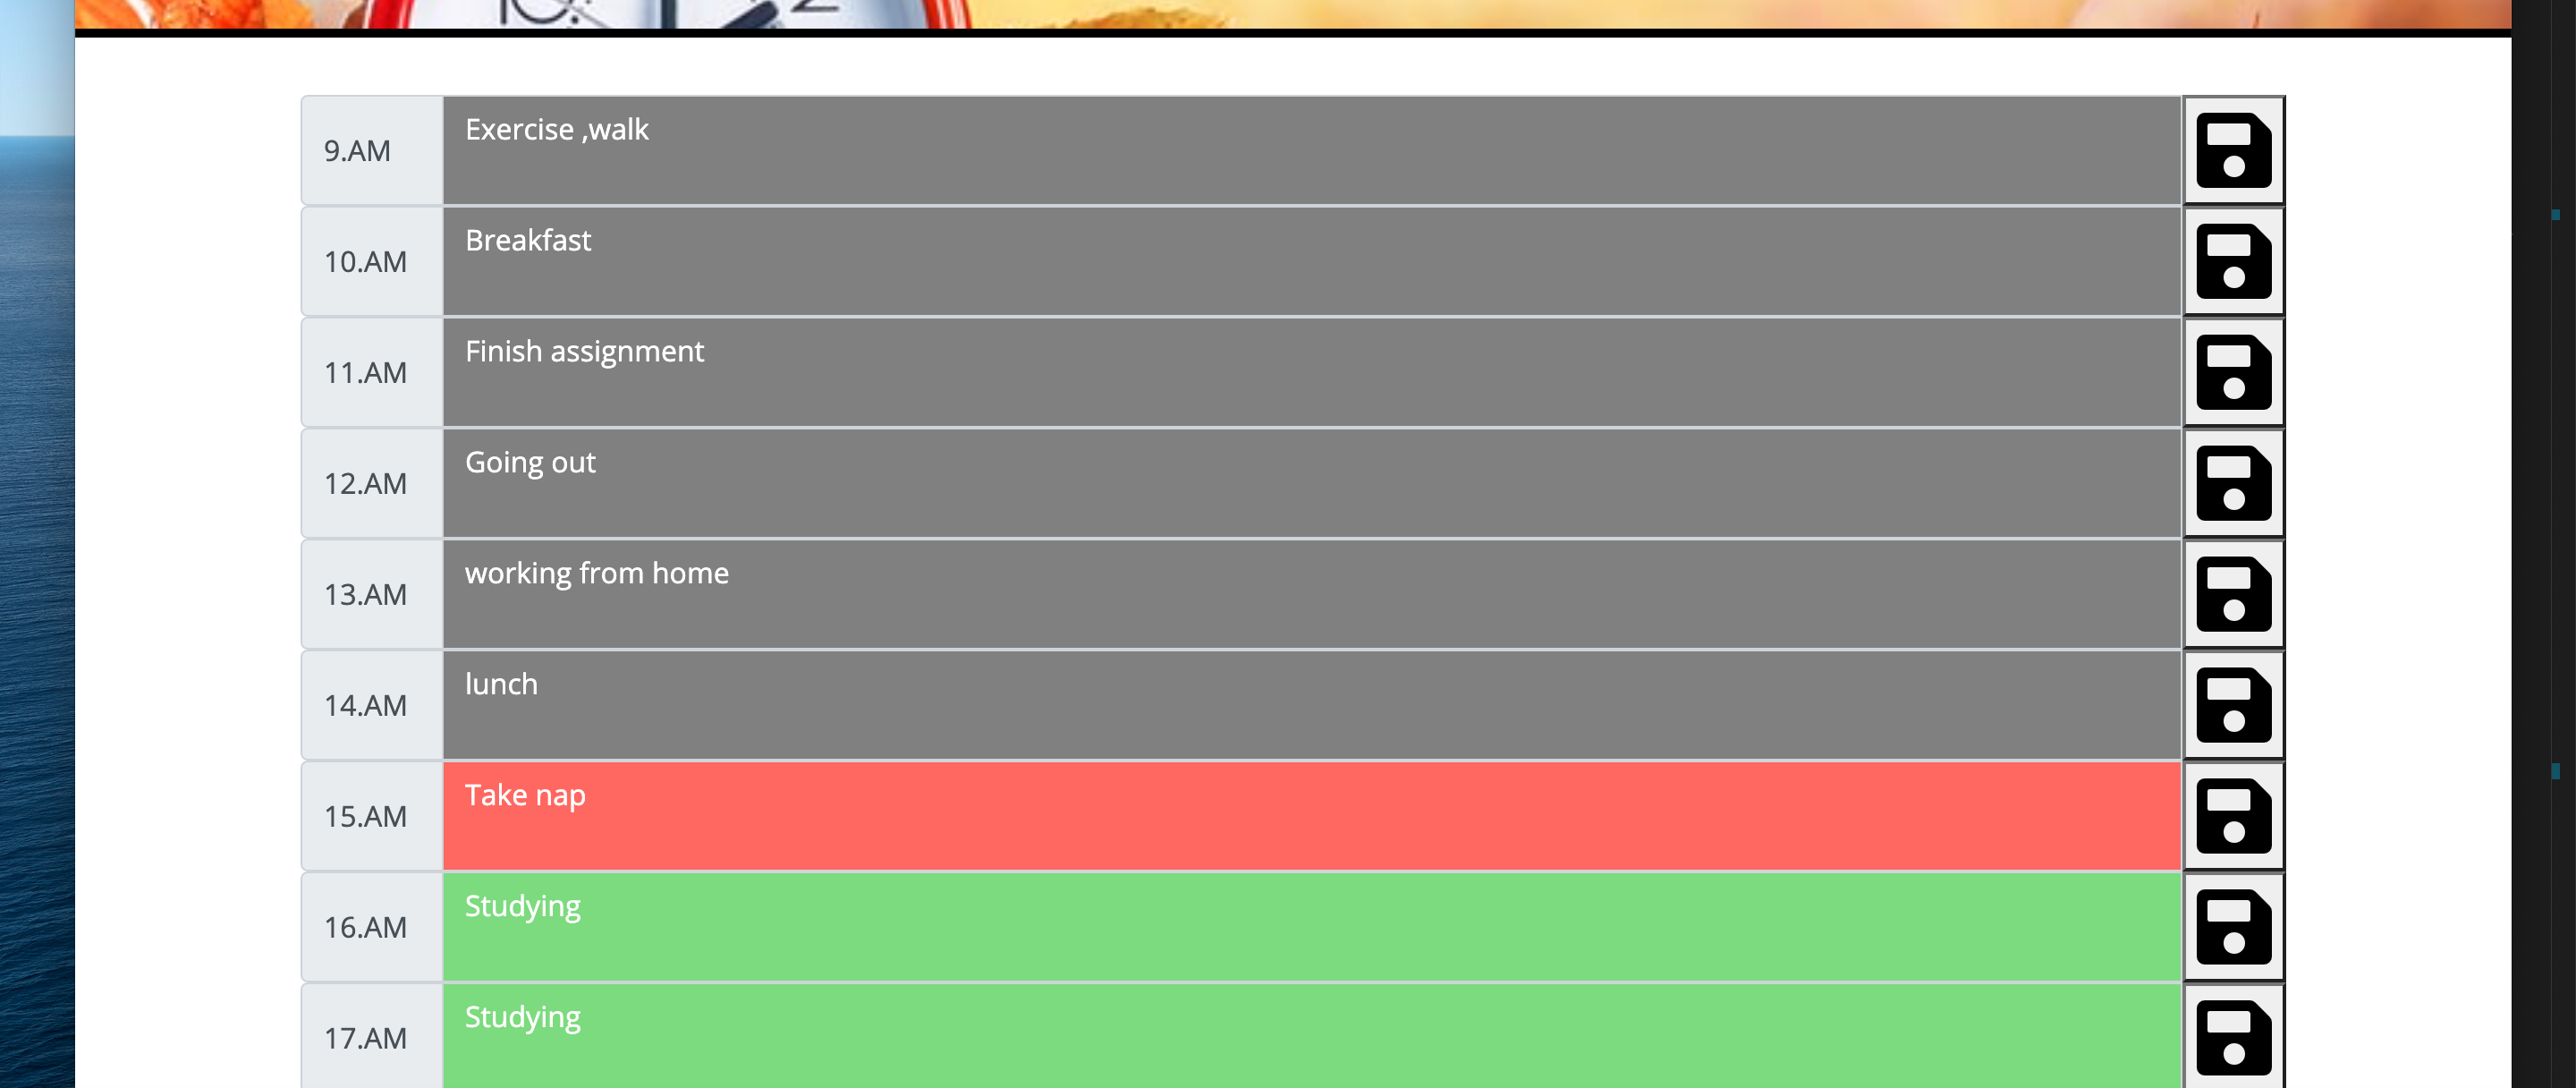 9.AM
Exercise ,walk
10.AM
Breakfast
11.AM
Finish assignment
12.AM
Going out
13.AM
working from home
14.AM
lunch
15.AM
Take nap
16.AM
Studying
17.AM
Studying